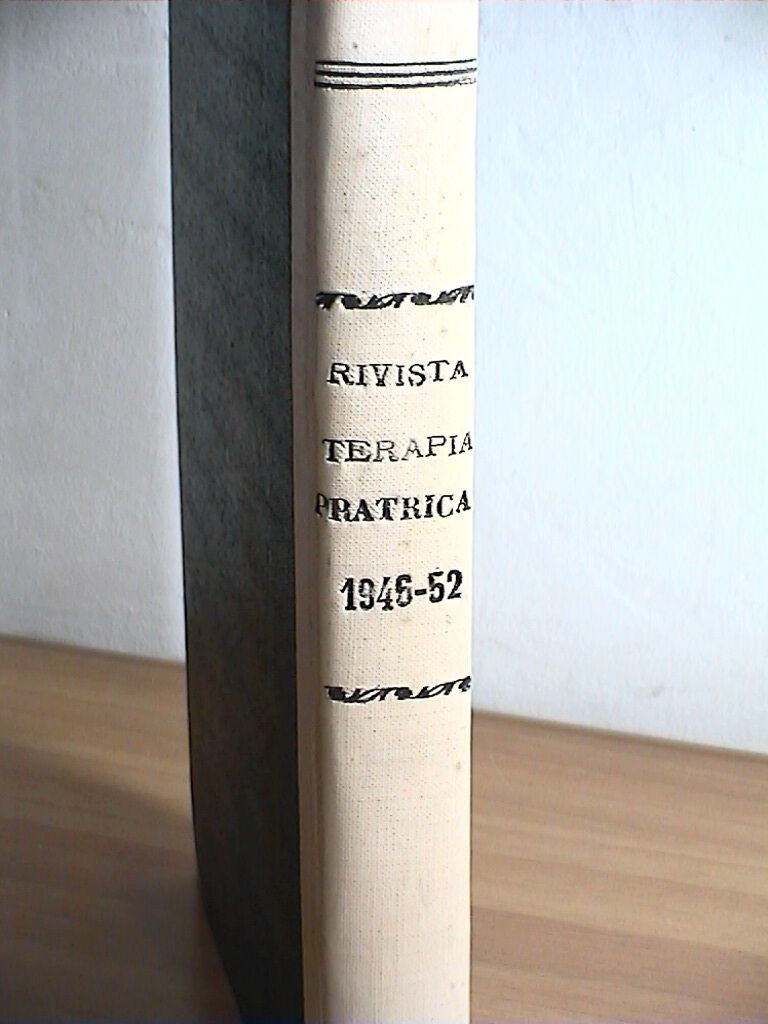 RIVISTA
TERAPIA
PRATRICA
1946-52